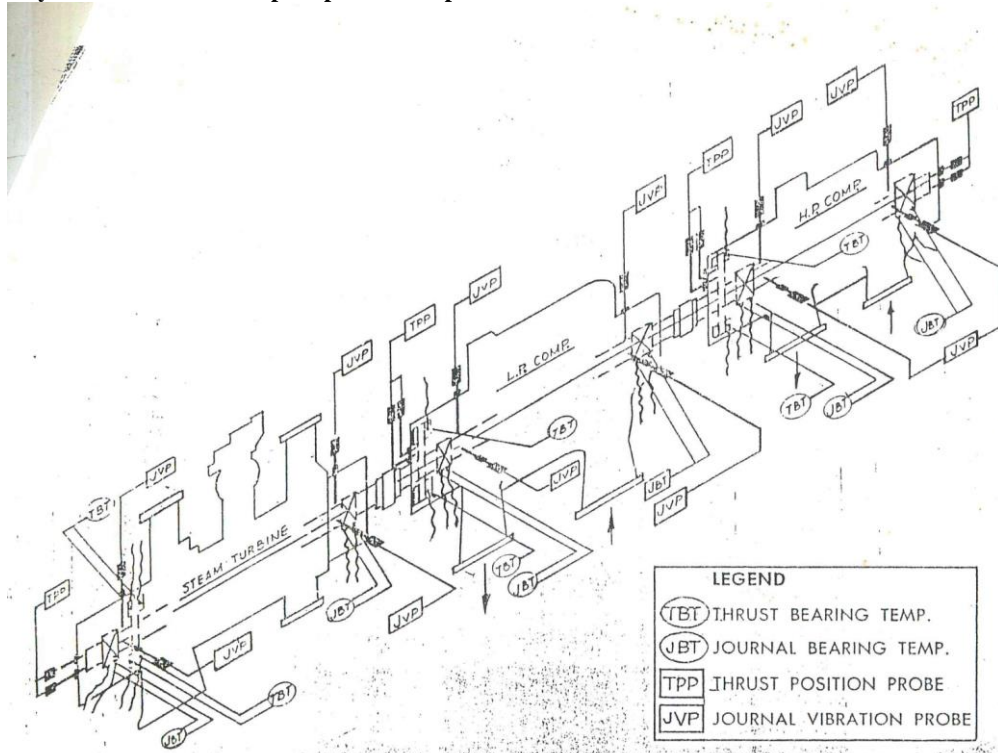 JVP
JVP
TPP
JVP
TPP
JVP
H.P. COMP.
TBT
JVP
TPP
JVP
L.P. COMP.
JBT
JVP
TBT
JBT
TBT
JVP
JBT
JVP
JVP
TBT
STEAM TURBINE
TBT
JBT
JBT
JVP
TPP
JVP
TBT
JBT
LEGEND
TBT THRUST BEARING TEMP.
JBT JOURNAL BEARING TEMP.
TPP THRUST POSITION PROBE
JVP JOURNAL VIBRATION PROBE